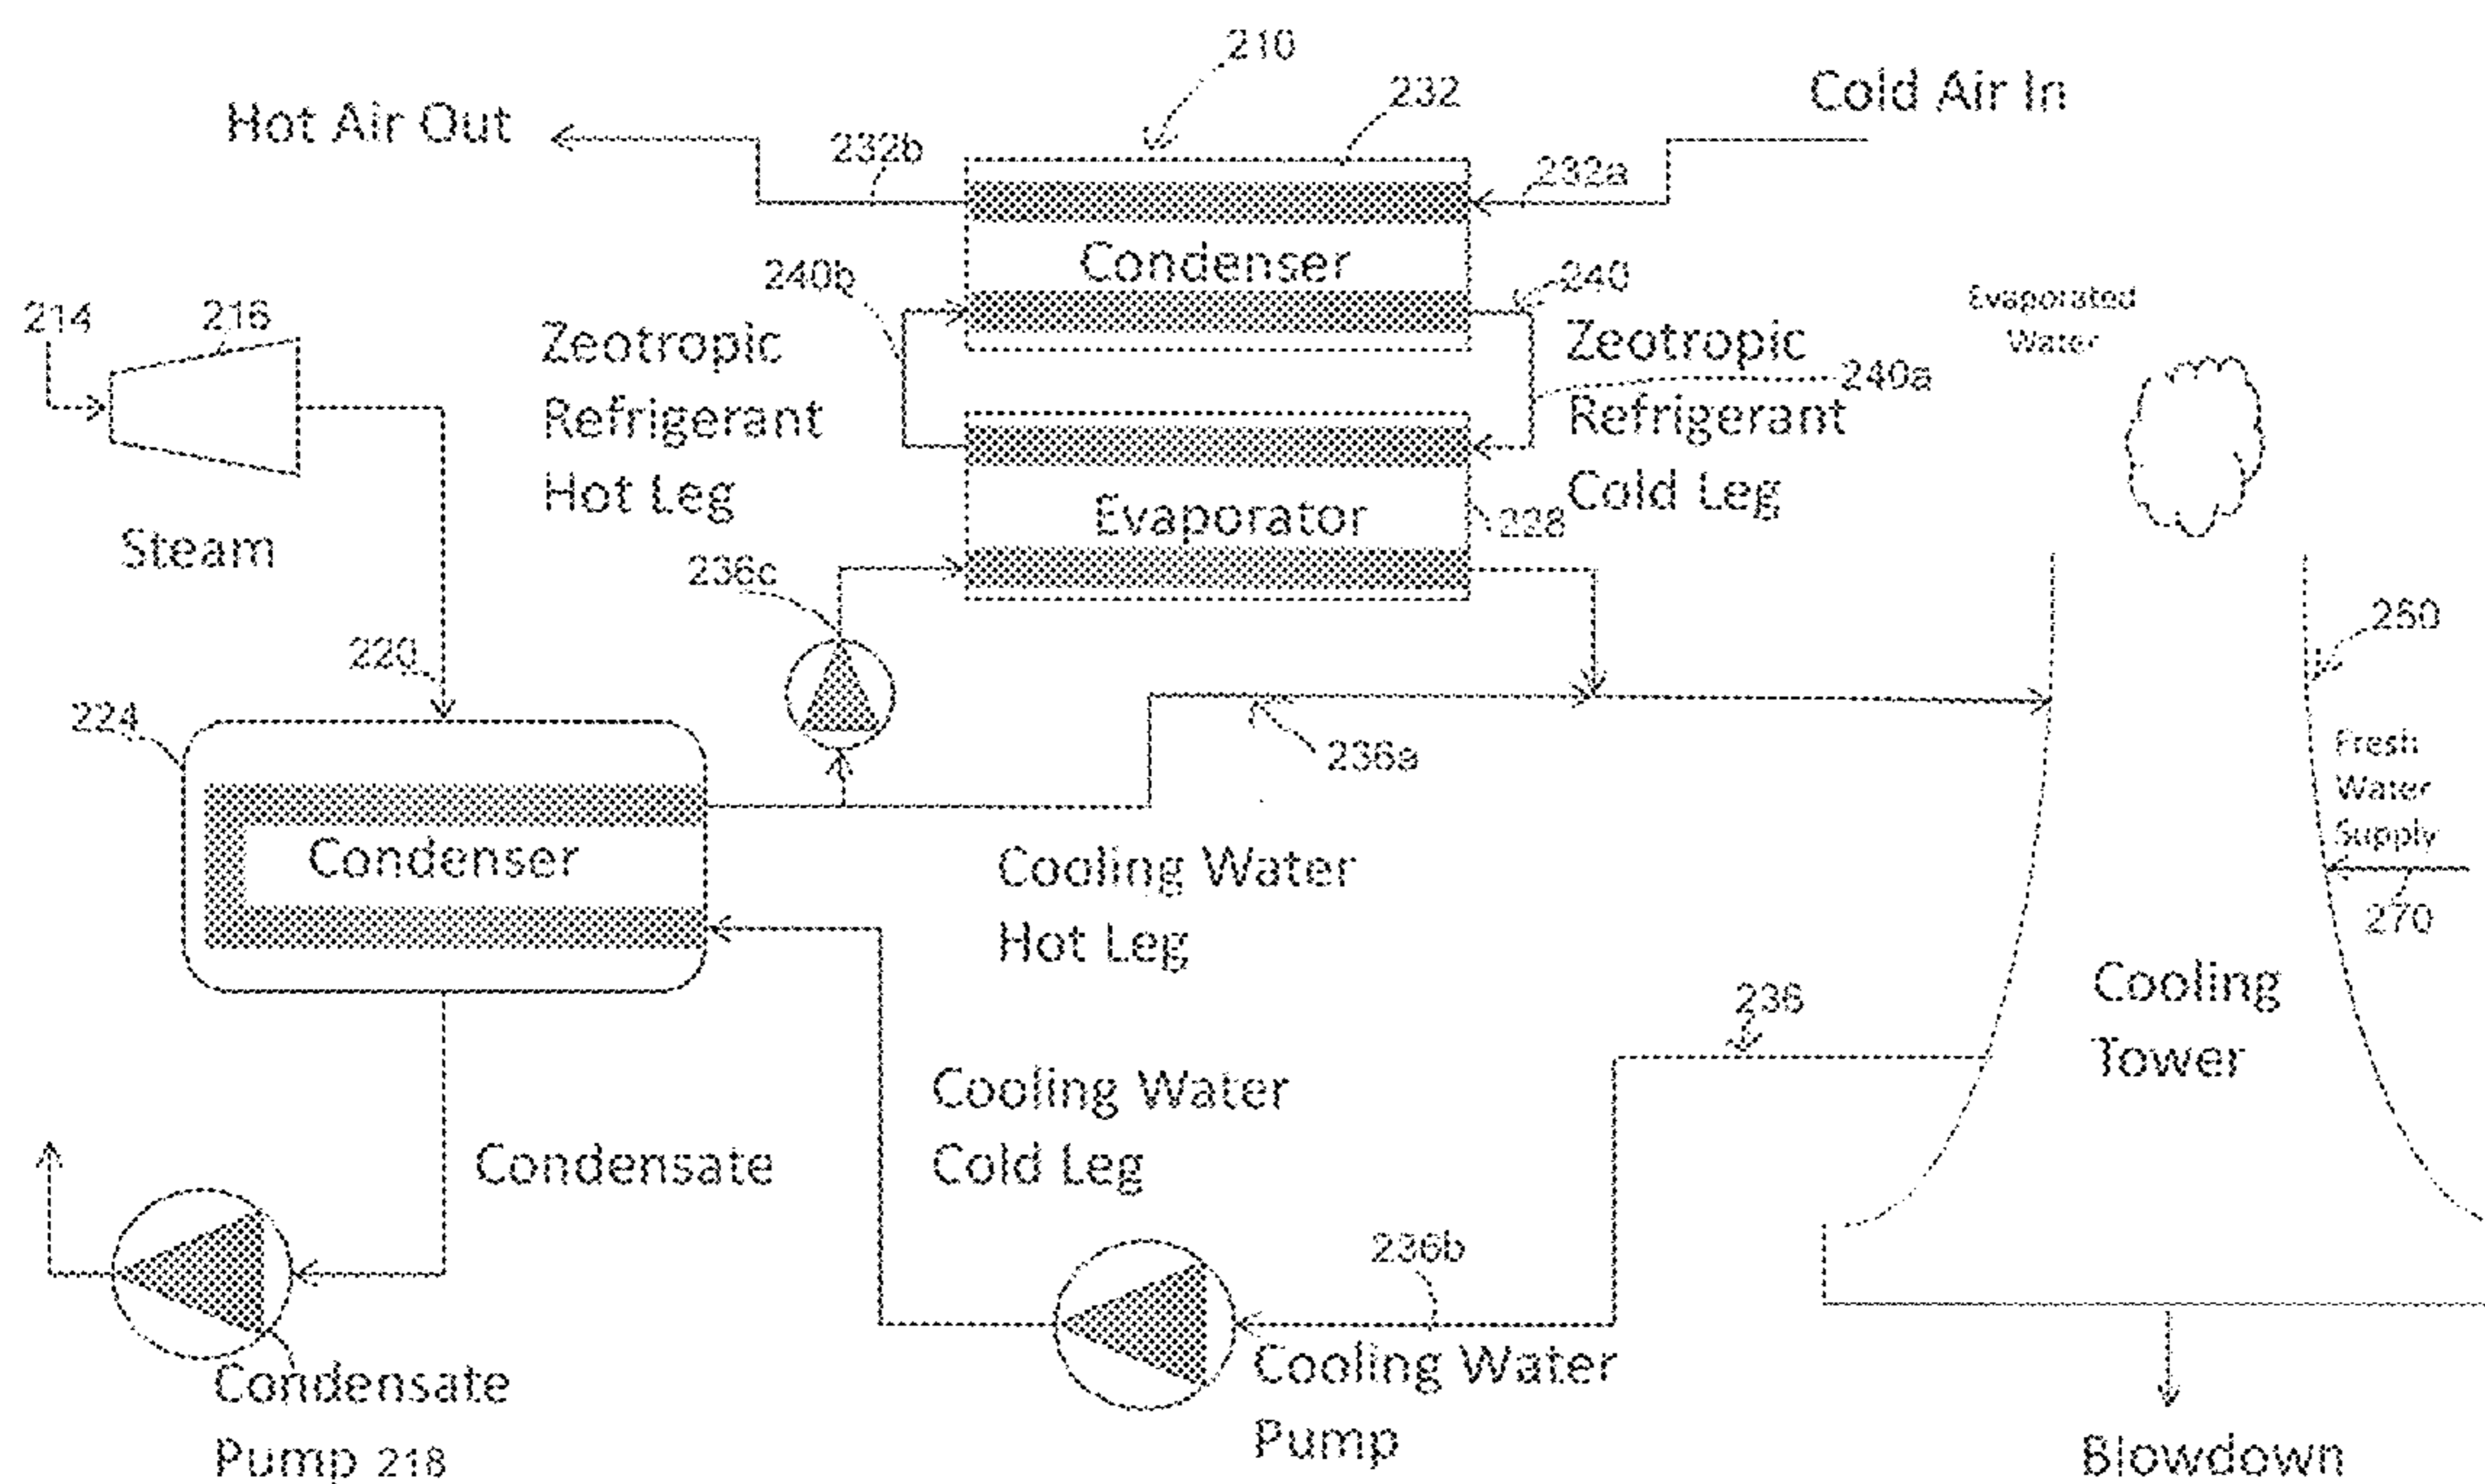 210
232
Cold Air In
Hot Air Out
232b
232a
Condenser
240b
240
214
216
Zeotropic
Refrigerant
Hot Leg
Zeotropic
Refrigerant
Cold Leg
240a
Evaporated
Water
Evaporator
228
Steam
236c
220
224
260
236a
Fresh
Water
Supply
270
Condenser
Cooling Water
Hot Leg
236
Cooling
Tower
Cooling Water
Cold Leg
Condensate
236b
Cooling Water
Pump
Condensate
Pump 218
Blowdown